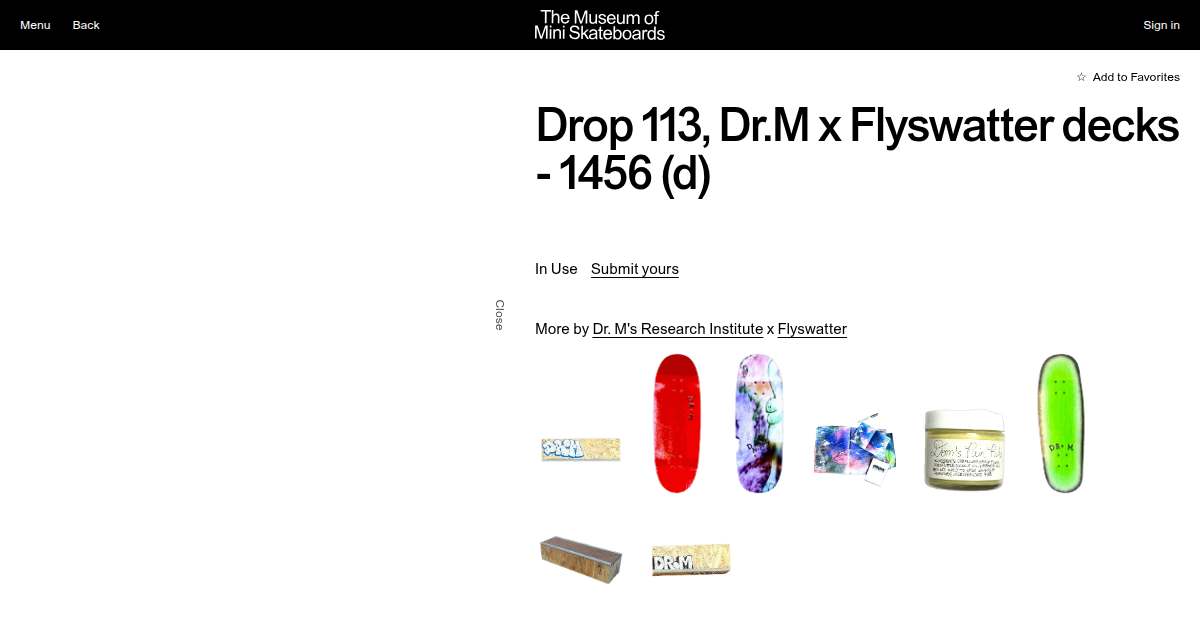 Menu
Back
The Museum of
Mini Skateboards
Sign in
☆ Add to Favorites
Drop 113, Dr.M x Flyswatter decks
- 1456 (d)
In Use
Submit yours
Close
More by Dr. M's Research Institute x Flyswatter
DR.M